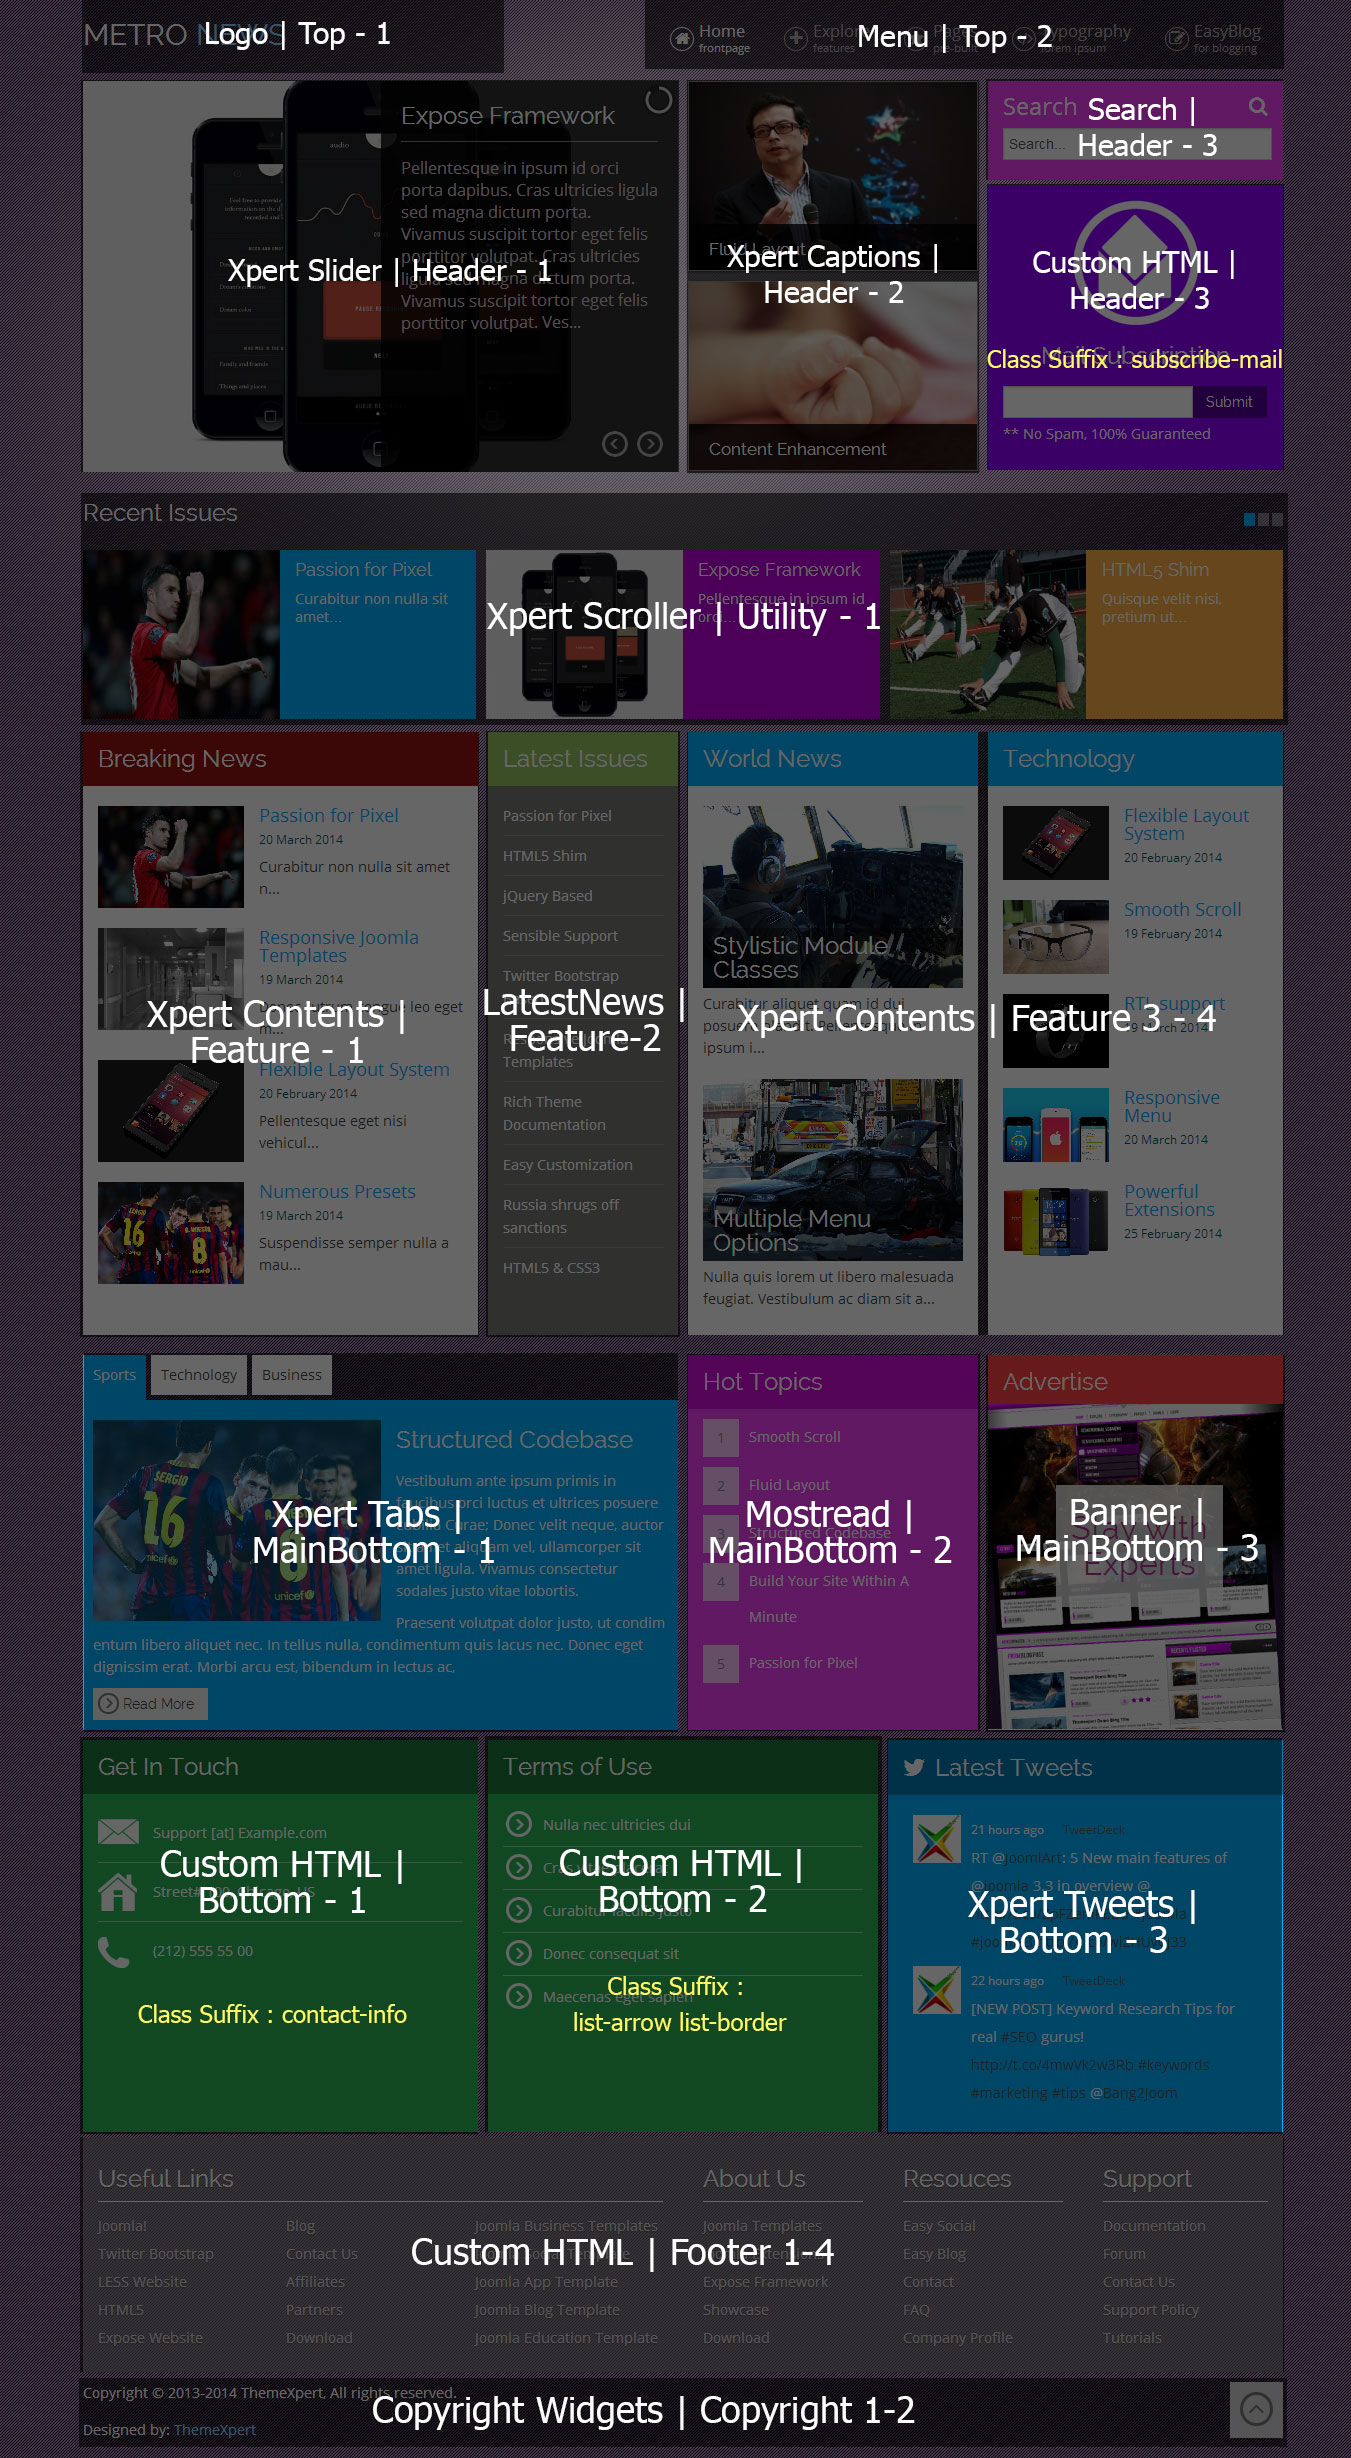 METRO NEWS
Logo | Top - 1
Home
frontpage
Explore
features
Pages
pre-built
Typography
lorem ipsum
EasyBlog
for blogging
Menu | Top - 2
Expose Framework
Pellentesque in ipsum id orci
porta dapibus. Cras ultricies ligula
sed magna dictum porta.
Vivamus suscipit tortor eget felis
porttitor volutpat. Cras ultricies
ligula sed magna dictum porta.
Vivamus suscipit tortor eget felis
porttitor volutpat. Ves...
Xpert Slider | Header - 1
Fluid Layout
Xpert Captions |
Header - 2
Content Enhancement
Search
Search...
Search |
Header - 3
Custom HTML |
Header - 3
Mail Subscription
Class Suffix : subscribe-mail
Submit
** No Spam, 100% Guaranteed
Recent Issues
Passion for Pixel
Curabitur non nulla sit
amet...
Expose Framework
Pellentesque in ipsum id
orci...
Xpert Scroller | Utility - 1
HTML5 Shim
Quisque velit nisi,
pretium ut...
Breaking News
Passion for Pixel
20 March 2014
Curabitur non nulla sit amet
n...
Responsive Joomla
Templates
19 March 2014
leo eget
m...
Xpert Contents |
Feature - 1
Flexible Layout System
20 February 2014
Pellentesque eget nisi
vehicul...
Numerous Presets
19 March 2014
Suspendisse semper nulla a
mau...
Latest Issues
Passion for Pixel
HTML5 Shim
jQuery Based
Sensible Support
Twitter Bootstrap
LatestNews |
Feature-2
Responsive Joomla
Templates
Rich Theme
Documentation
Easy Customization
Russia shrugs off
sanctions
HTML5 & CSS3
World News
Stylistic Module
Classes
Curabitur aliquet quam id dui
posuere blandit. Pellentesque in
ipsum i...
Multiple Menu
Options
Nulla quis lorem ut libero malesuada
feugiat. Vestibulum ac diam sit a...
Xpert Contents | Feature 3 - 4
Technology
Flexible Layout
System
20 February 2014
Smooth Scroll
19 February 2014
RTL support
19 March 2014
Responsive
Menu
20 March 2014
Powerful
Extensions
25 February 2014
Sports
Technology
Business
SERGIO
16
unicef
Structured Codebase
Vestibulum ante ipsum primis in
faucibus orci luctus et ultrices posuere
cubilia Curae; Donec velit neque, auctor
sit amet aliquam vel, ullamcorper sit
amet ligula. Vivamus consectetur
sodales justo vitae lobortis.
Praesent volutpat dolor justo, ut condim
entum libero aliquet nec. In tellus nulla, condimentum quis lacus nec. Donec eget
dignissim erat. Morbi arcu est, bibendum in lectus ac,
Read More
Xpert Tabs |
MainBottom - 1
Hot Topics
1 Smooth Scroll
2 Fluid Layout
3 Structured Codebase
4 Build Your Site Within A
Minute
5 Passion for Pixel
Mostread |
MainBottom - 2
Advertise
Stay with
Experts
Banner |
MainBottom - 3
Get In Touch
Support [at] Example.com
Custom HTML |
Bottom - 1
(212) 555 55 00
Class Suffix : contact-info
Terms of Use
Nulla nec ultricies dui
Custom HTML |
Bottom - 2
Curabitur iaculis justo
Donec consequat sit
Maecenas eget sapien
Class Suffix :
list-arrow list-border
Latest Tweets
21 hours ago TweetDeck
RT @JoomlArt: 5 New main features of
@joomla 3.3 in overview @
Xpert Tweets |
Bottom - 3
22 hours ago TweetDeck
[NEW POST] Keyword Research Tips for
real #SEO gurus!
http://t.co/4mwVk2w3Rb #keywords
#marketing #tips @Bang2Joom
Useful Links
Joomla!
Twitter Bootstrap
LESS Website
HTML5
Expose Website
Blog
Contact Us
Affiliates
Partners
Download
Joomla Business Templates
Joomla App Template
Joomla Blog Template
Joomla Education Template
About Us
Joomla Templates
Expose Framework
Showcase
Download
Resouces
Easy Social
Easy Blog
Contact
FAQ
Company Profile
Support
Documentation
Forum
Contact Us
Support Policy
Tutorials
Custom HTML | Footer 1-4
Copyright © 2013-2014 ThemeXpert, All rights reserved.
Designed by: ThemeXpert
Copyright Widgets | Copyright 1-2